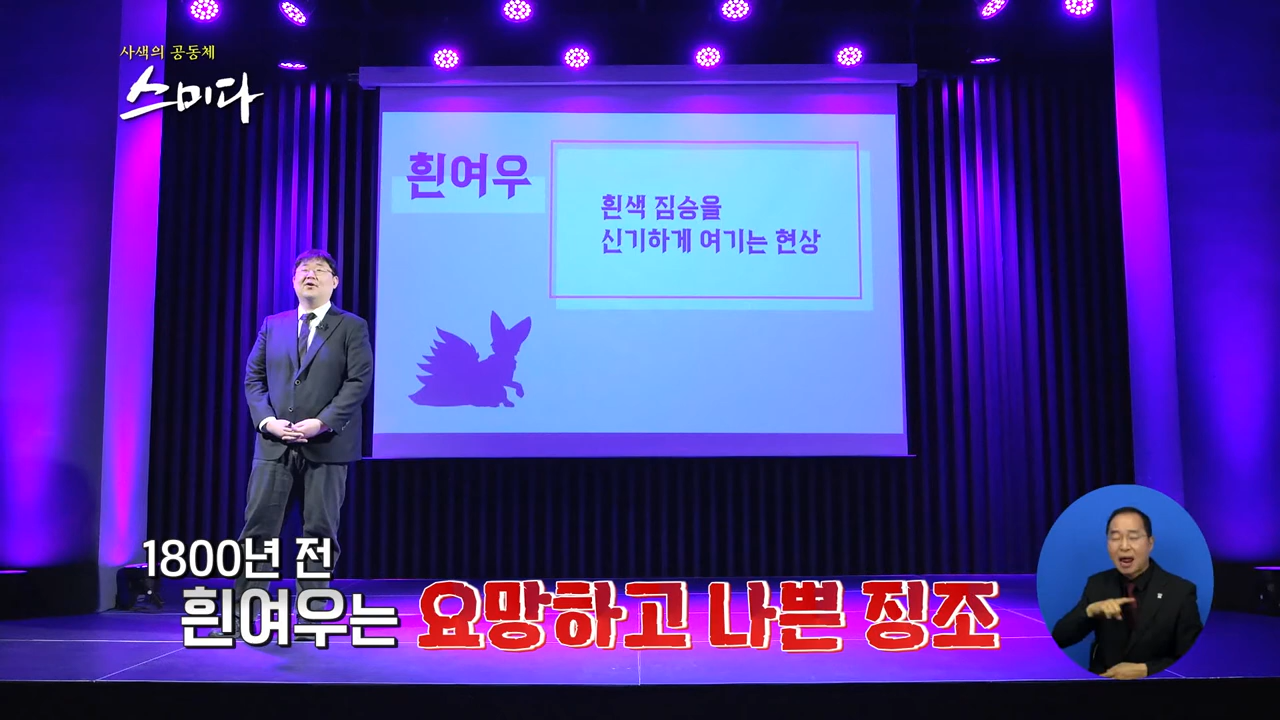 사색의 공동체
스미다
흰여우
흰색 짐승을
신기하게 여기는 현상
1800년 전
흰여우는 요망하고 나쁜 징조